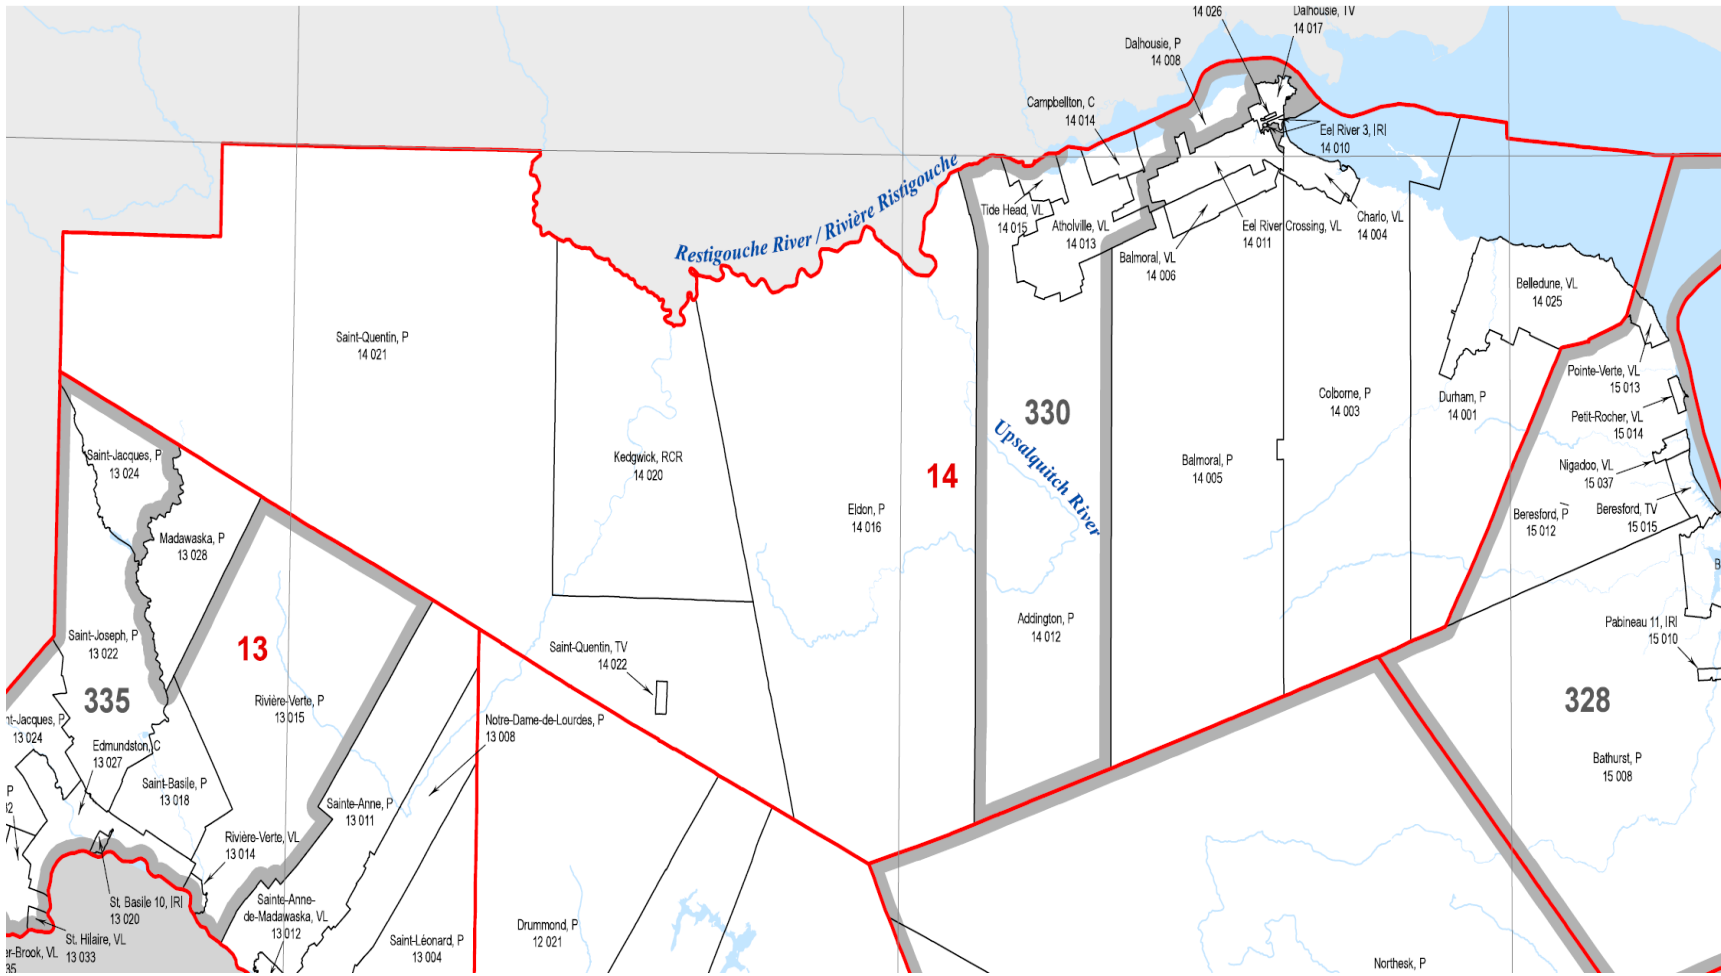 14 026
Dalhousie, TV
14 017
Dalhousie, P
14 008
Campbellton, C
14 014
Eel River 3, IRI
14 010
Restigouche River / Rivière Ristigouche
Tide Head, VL
14 015
Atholville, VL
14 013
Balmoral, VL
14 006
Eel River Crossing, VL
14 011
Charlo, VL
14 004
Belledune, VL
14 025
Saint-Quentin, P
14 021
Pointe-Verte, VL
15 013
Petit-Rocher, VL
15 014
Colborne, P
14 003
Durham, P
14 001
330
Upsalquitch River
Saint-Jacques, P
13 024
Kedgwick, RCR
14 020
14
Balmoral, P
14 005
Nigadoo, VL
15 037
Beresford, P
15 012
Beresford, TV
15 015
Eldon, P
14 016
Madawaska, P
13 028
B
Saint-Joseph, P
13 022
13
Addington, P
14 012
Pabineau 11, IRI
15 010
Saint-Quentin, TV
14 022
335
Rivière-Verte, P
13 015
328
nt-Jacques, P
13 024
Notre-Dame-de-Lourdes, P
13 008
Edmundston, C
13 027
Saint-Basile, P
13 018
Bathurst, P
15 008
P
02
Sainte-Anne, P
13 011
Rivière-Verte, VL
13 014
St. Basile 10, IRI
13 020
Sainte-Anne-
de-Madawaska, VL
13 012
Drummond, P
12 021
St. Hilaire, VL
13 033
Saint-Léonard, P
13 004
er-Brook, VL
35
Northesk, P